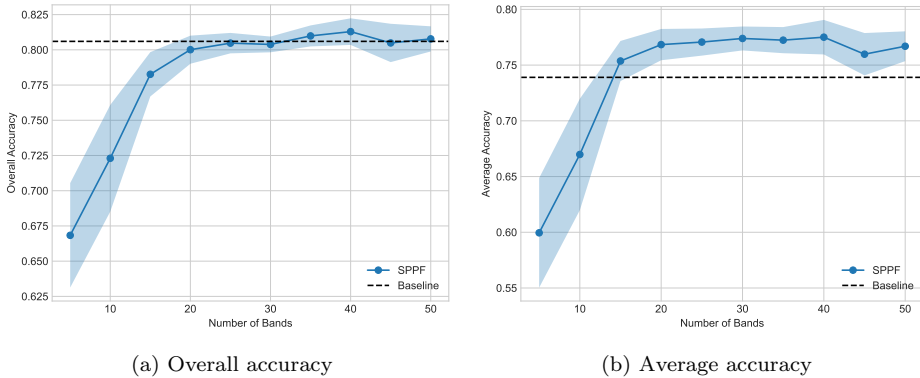 0.825
0.800
0.775
0.750
0.725
0.700
0.675
0.650
0.625
Overall Accuracy
SPPF
Baseline
10
20
30
40
50
Number of Bands
(a) Overall accuracy
0.80
0.75
0.70
0.65
0.60
0.55
Average Accuracy
SPPF
Baseline
10
20
30
40
50
Number of Bands
(b) Average accuracy